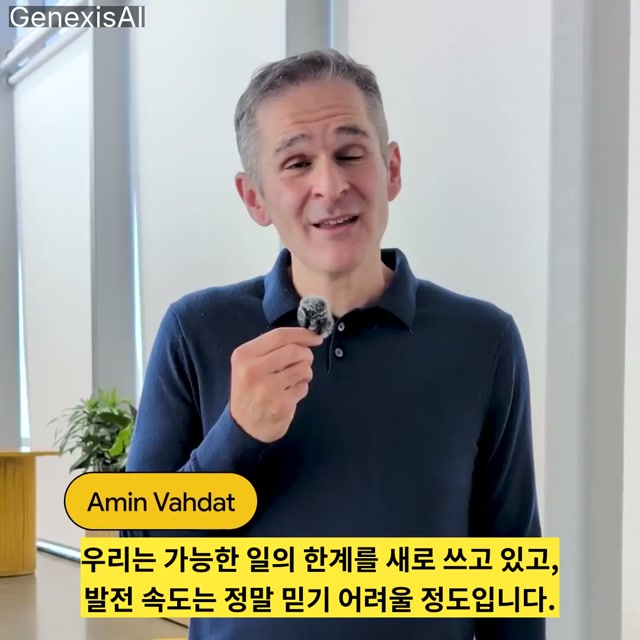 GenexisAI
Amin Vahdat
우리는 가능한 일의 한계를 새로 쓰고 있고,
발전 속도는 정말 믿기 어려울 정도입니다.